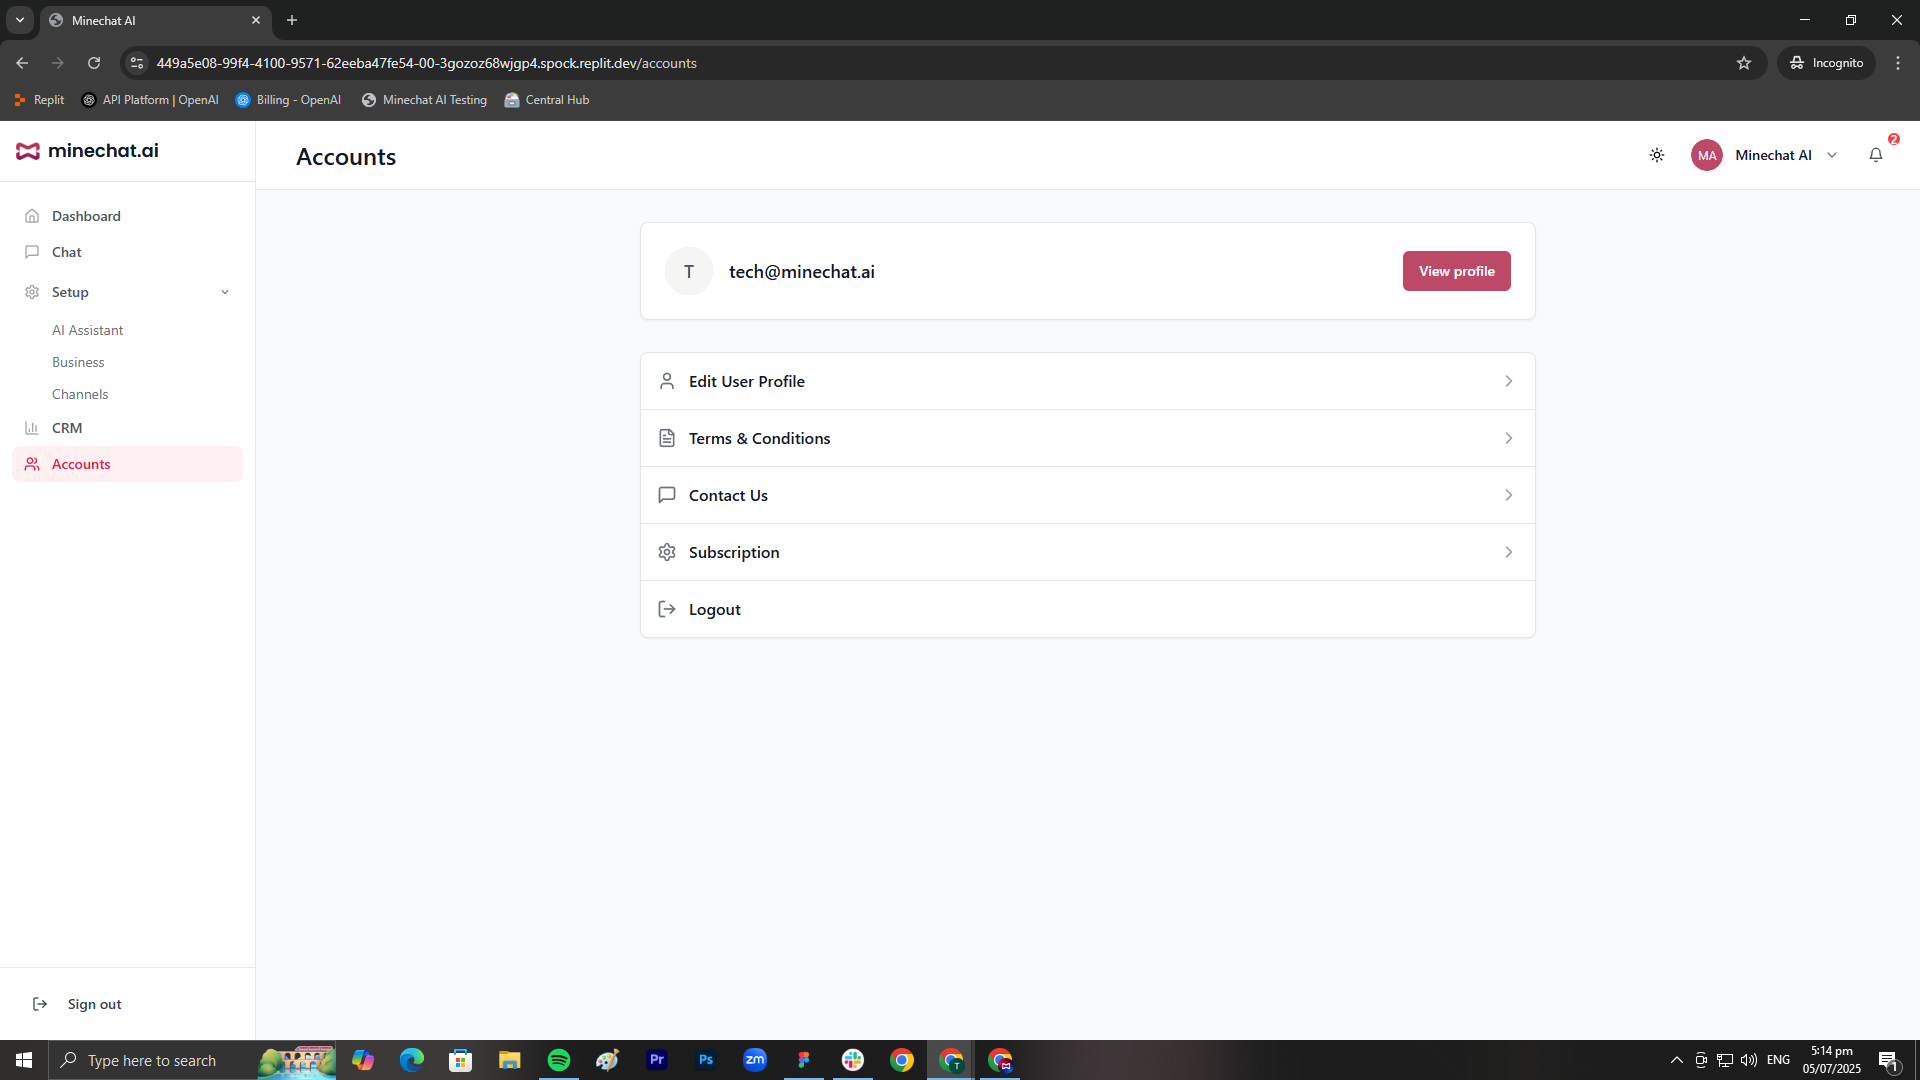 Minechat AI
449a5e08-99f4-4100-9571-62eeba47fe54-00-3gozoz68wjgp4.spock.replit.dev/accounts
Incognito
Replit
API Platform | OpenAI
Billing - OpenAI
Minechat AI Testing
Central Hub
minechat.ai
Accounts
MA
Minechat AI
2
Dashboard
Chat
Setup
AI Assistant
Business
Channels
CRM
Accounts
T
tech@minechat.ai
View profile
Edit User Profile
Terms & Conditions
Contact Us
Subscription
Logout
Sign out
Type here to search
Pr
Ps
zm
T
ENG
5:14 pm
05/07/2025
1